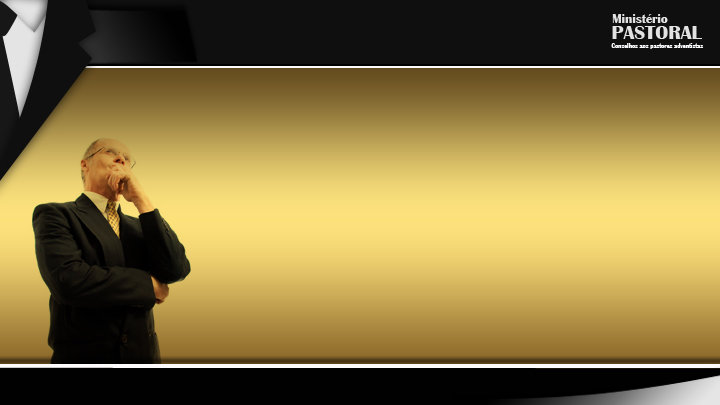 Ministério
PASTORAL
Conselhos aos pastores adventistas